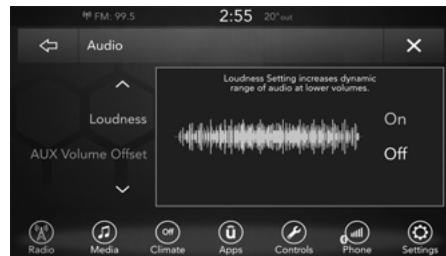 FM: 99.5 2:55 20° out
Audio
Loudness Setting increases dynamic
range of audio at lower volumes.
Loudness On
AUX Volume Offset Off
Off
Radio Media Climate Apps Controls Phone Settings